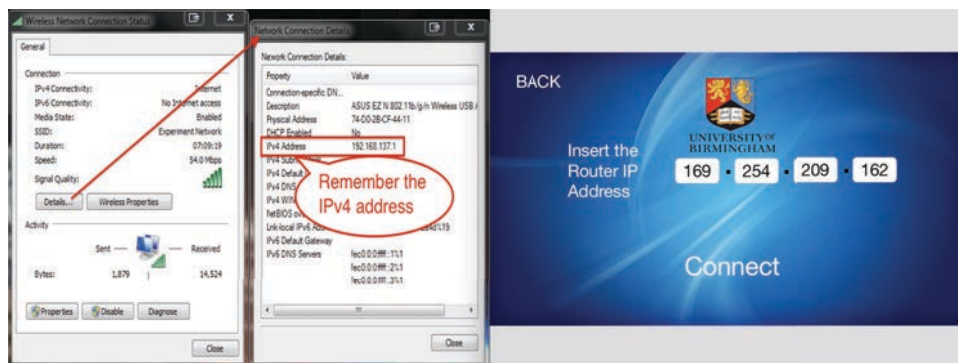 Wireless Network Connection Status
General
Connection
IPv4 Connectivity: Internet
IPv6 Connectivity: No Internet access
Media State: Enabled
SSID: Experiment Network
Duration: 07:09:19
Speed: 54.0 Mbps
Signal Quality:
Details...
Wireless Properties
Activity
Sent
Received
Bytes: 1,879
14,524
Properties
Disable
Diagnose
Close
Network Connection Details
Network Connection Details:
Property Value
Connection-specific DN...
Description ASUS EZ N 802.11b/g/n Wireless USB
Physical Address 74-D0-2B-CF-44-11
DHCP Enabled No
IPv4 Address 192.168.137.1
IPv4 Subnet
IPv4 Default
IPv4 DNS
IPv4 WIN
NetBIOS
Link-local IPv6
IPv6 Default Gateway
IPv6 DNS Servers fec0:0:0:ffff::1%1
fec0:0:0:ffff::2%1
fec0:0:0:ffff::3%1
Close
Remember the
IPv4 address
BACK
UNIVERSITY OF
BIRMINGHAM
Insert the
Router IP
Address
169 . 254 . 209 . 162
Connect